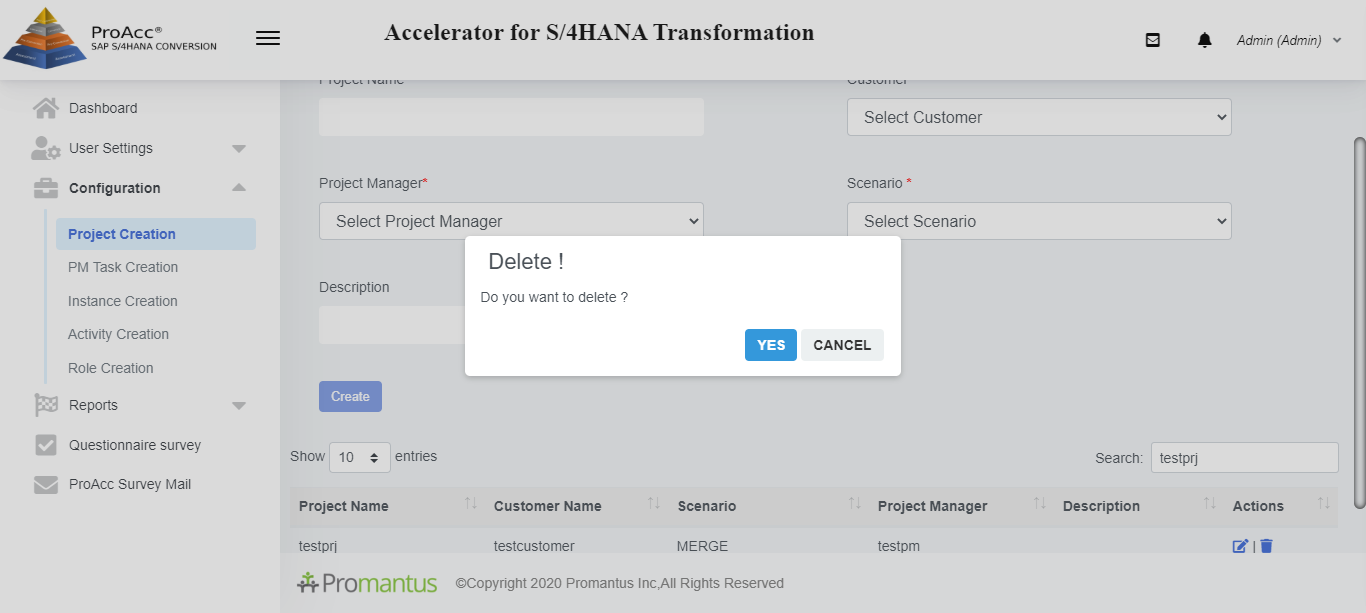 ProAcc®
SAP S/4HANA CONVERSION
Accelerator for S/4HANA Transformation
Admin (Admin)
Dashboard
User Settings
Configuration
Project Creation
PM Task Creation
Instance Creation
Activity Creation
Role Creation
Reports
Questionnaire survey
ProAcc Survey Mail
Project Name
Customer
Select Customer
Project Manager*
Scenario *
Select Project Manager
Select Scenario
Delete !
Do you want to delete ?
YES CANCEL
Description
Create
Show 10 entries
Search: testprj
Project Name Customer Name Scenario Project Manager Description Actions
testprj testcustomer MERGE testpm |
Promantus ©Copyright 2020 Promantus Inc,All Rights Reserved